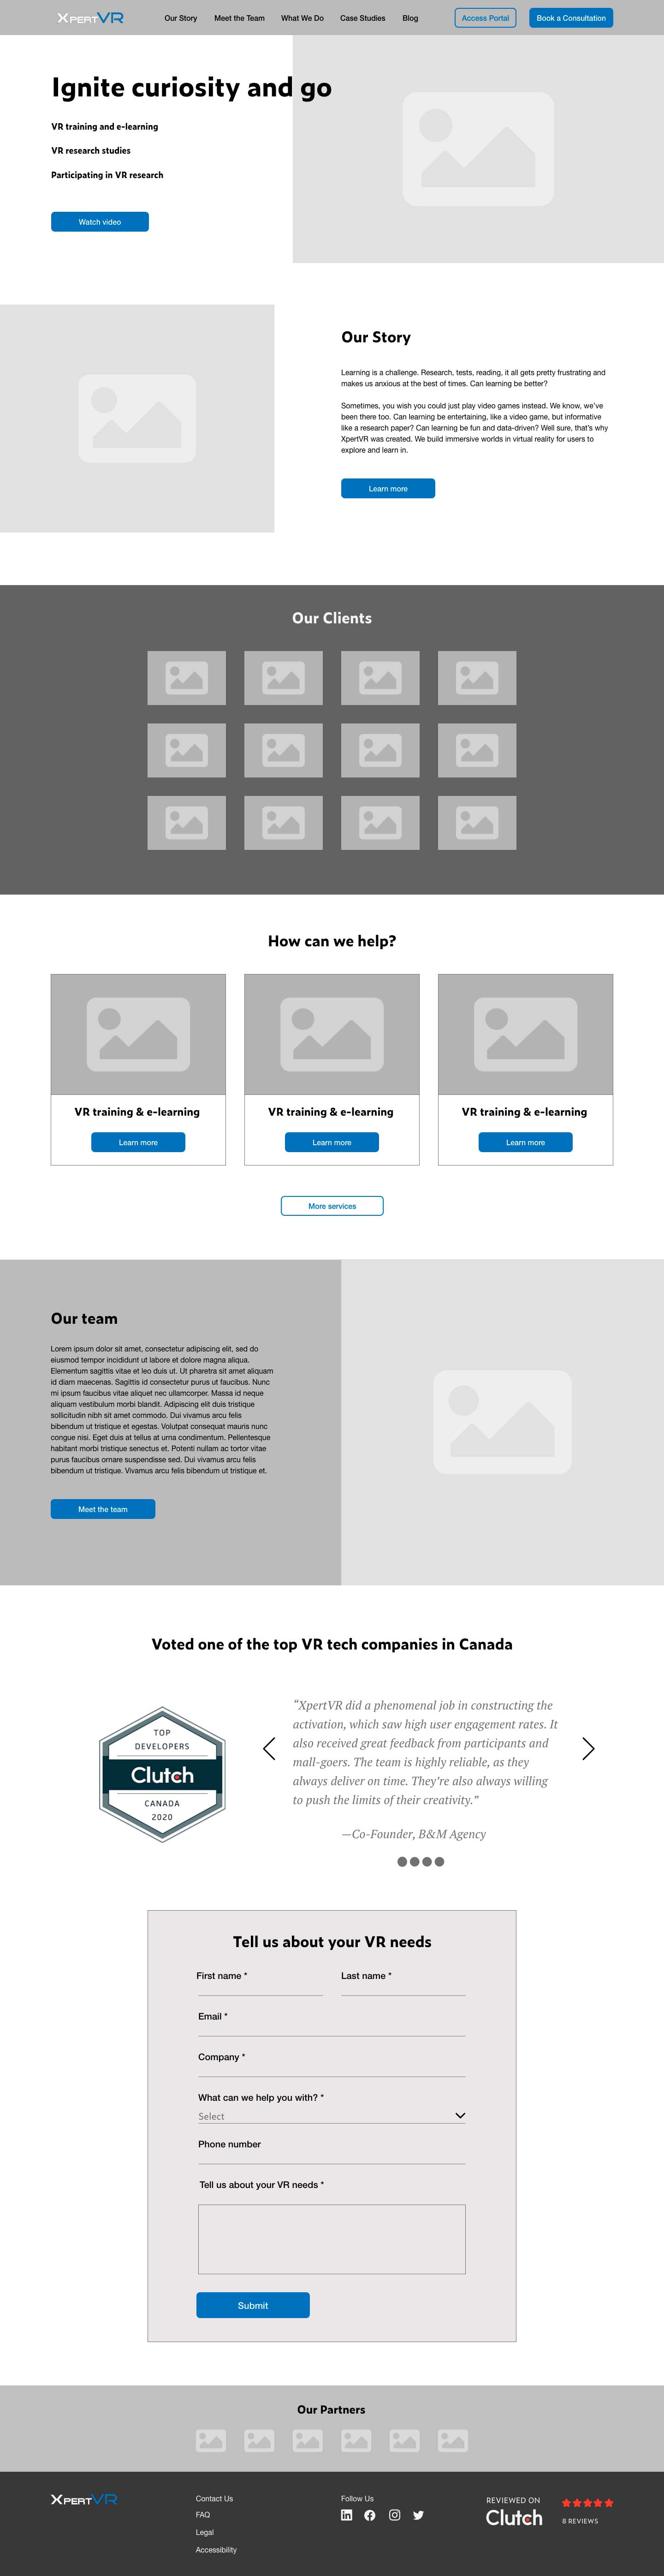 XPERTVR
Our Story
Meet the Team
What We Do
Case Studies
Blog
Access Portal
Book a Consultation
Ignite curiosity and go
VR training and e-learning
VR research studies
Participating in VR research
Watch video
Our Story
Learning is a challenge. Research, tests, reading, it all gets pretty frustrating and
makes us anxious at the best of times. Can learning be better?
Sometimes, you wish you could just play video games instead. We know, we've
been there too. Can learning be entertaining, like a video game, but informative
like a research paper? Can learning be fun and data-driven? Well sure, that's why
XpertVR was created. We build immersive worlds in virtual reality for users to
explore and learn in.
Learn more
Our Clients
How can we help?
VR training & e-learning
Learn more
VR training & e-learning
Learn more
VR training & e-learning
Learn more
More services
Our team
Lorem ipsum dolor sit amet, consectetur adipiscing elit, sed do
eiusmod tempor incididunt ut labore et dolore magna aliqua.
Elementum sagittis vitae et leo duis ut. Ut pharetra sit amet aliquam
id diam maecenas. Sagittis id consectetur purus ut faucibus. Nunc
mi ipsum faucibus vitae aliquet nec ullamcorper. Massa id neque
aliquam vestibulum morbi blandit. Adipiscing elit duis tristique
sollicitudin nibh sit amet commodo. Dui vivamus arcu felis
bibendum ut tristique et egestas. Volutpat consequat mauris nunc
congue nisi. Eget duis at tellus at urna condimentum. Pellentesque
habitant morbi tristique senectus et. Potenti nullam ac tortor vitae
purus faucibus ornare suspendisse sed. Dui vivamus arcu felis
bibendum ut tristique. Vivamus arcu felis bibendum ut tristique et.
Meet the team
Voted one of the top VR tech companies in Canada
TOP
DEVELOPERS
Clutch
CANADA
2020
“XpertVR did a phenomenal job in constructing the
activation, which saw high user engagement rates. It
also received great feedback from participants and
mall-goers. The team is highly reliable, as they
always deliver on time. They're also always willing
to push the limits of their creativity.”
—Co-Founder, B&M Agency
Tell us about your VR needs
First name *
Last name *
Email *
Company *
What can we help you with? *
Select
Phone number
Tell us about your VR needs *
Submit
Our Partners
XPERTVR
Contact Us
FAQ
Legal
Accessibility
Follow Us
REVIEWED ON
Clutch
8 REVIEWS